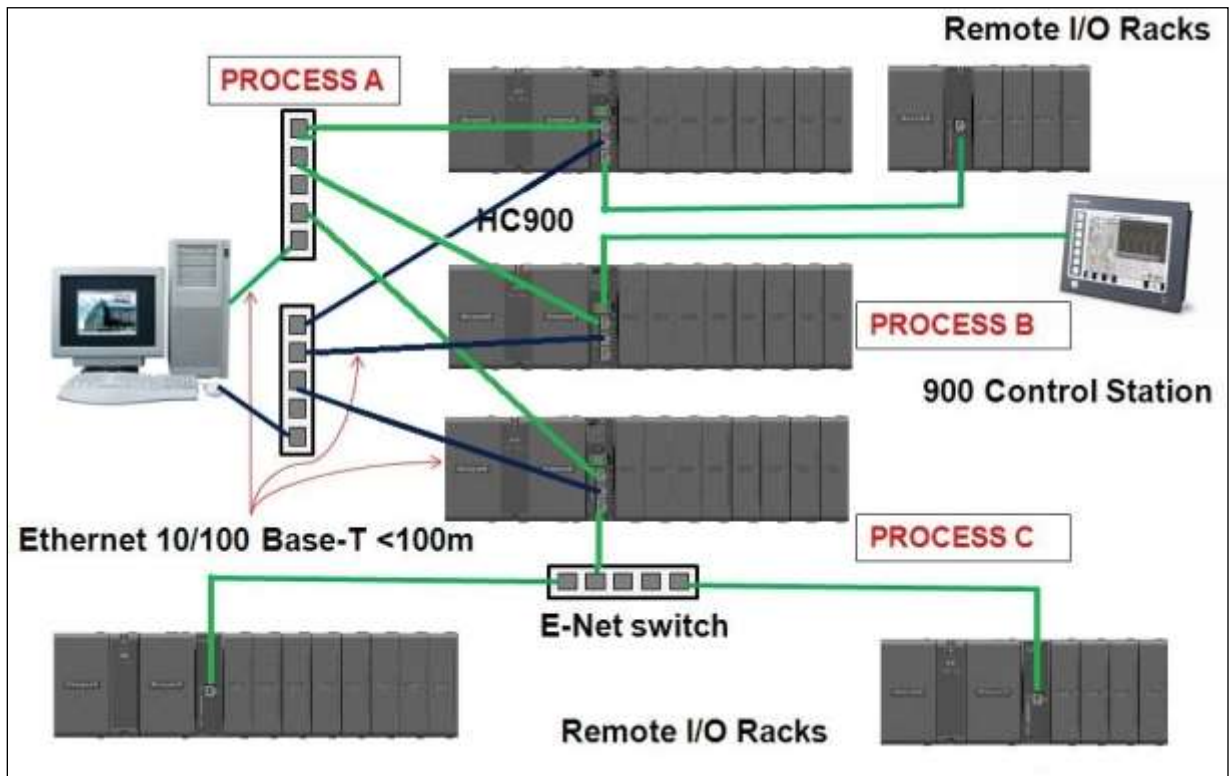 Remote I/O Racks
PROCESS A
HC900
PROCESS B
900 Control Station
Ethernet 10/100 Base-T <100m
PROCESS C
E-Net switch
Remote I/O Racks